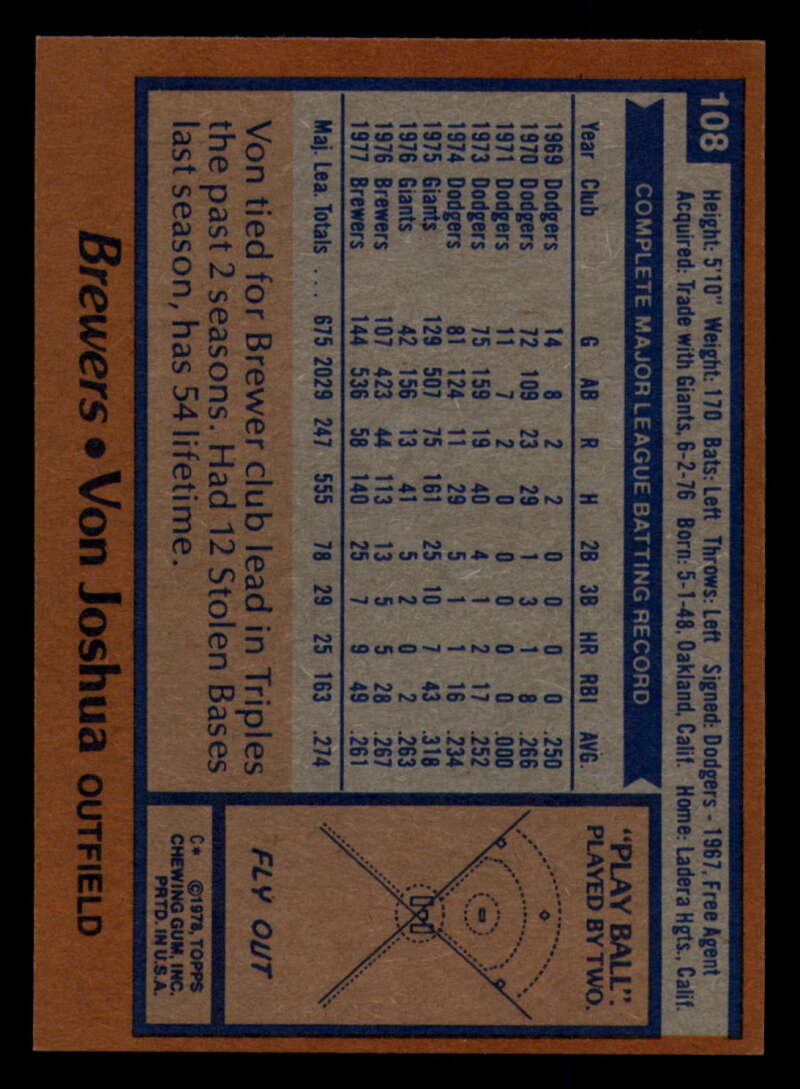 108
Height: 5'10" Weight: 170 Bats: Left Throws: Left Signed: Dodgers - 1967, Free Agent
Acquired: Trade with Giants, 6-2-76 Born: 5-1-48, Oakland, Calif. Home: Ladera Hgts., Calif.
COMPLETE MAJOR LEAGUE BATTING RECORD
Year Club G AB R H 2B 3B HR RBI AVG.
1969 Dodgers 14 8 2 2 0 0 0 0 .250
1970 Dodgers 72 109 23 29 1 3 1 8 .266
1971 Dodgers 11 7 2 0 0 0 0 0 .000
1973 Dodgers 75 159 19 40 4 1 2 17 .252
1974 Dodgers 81 124 11 29 5 1 1 16 .234
1975 Giants 129 507 75 161 25 10 7 43 .318
1976 Giants 42 156 13 41 5 2 0 2 .263
1976 Brewers 107 423 44 113 13 5 5 28 .267
1977 Brewers 144 536 58 140 25 7 9 49 .261
Maj. Lea. Totals ... 675 2029 247 555 78 29 25 163 .274
Von tied for Brewer club lead in Triples
the past 2 seasons. Had 12 Stolen Bases
last season, has 54 lifetime.
"PLAY BALL".
PLAYED BY TWO.
FLY OUT
C* ©1978, TOPPS
CHEWING GUM, INC.
PRTD. IN U.S.A.
Brewers • Von Joshua OUTFIELD